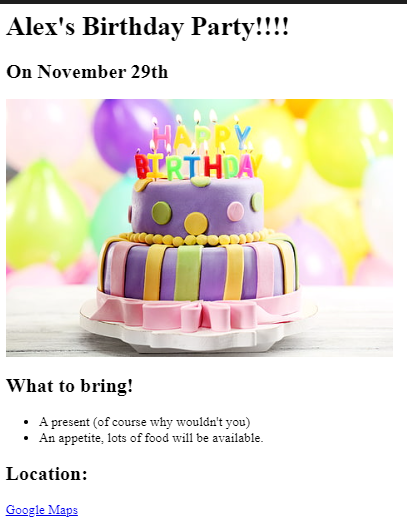 Alex's Birthday Party!!!!
On November 29th
HAPPY
BIRTHDAY
What to bring!
A present (of course why wouldn't you)
An appetite, lots of food will be available.
Location:
Google Maps